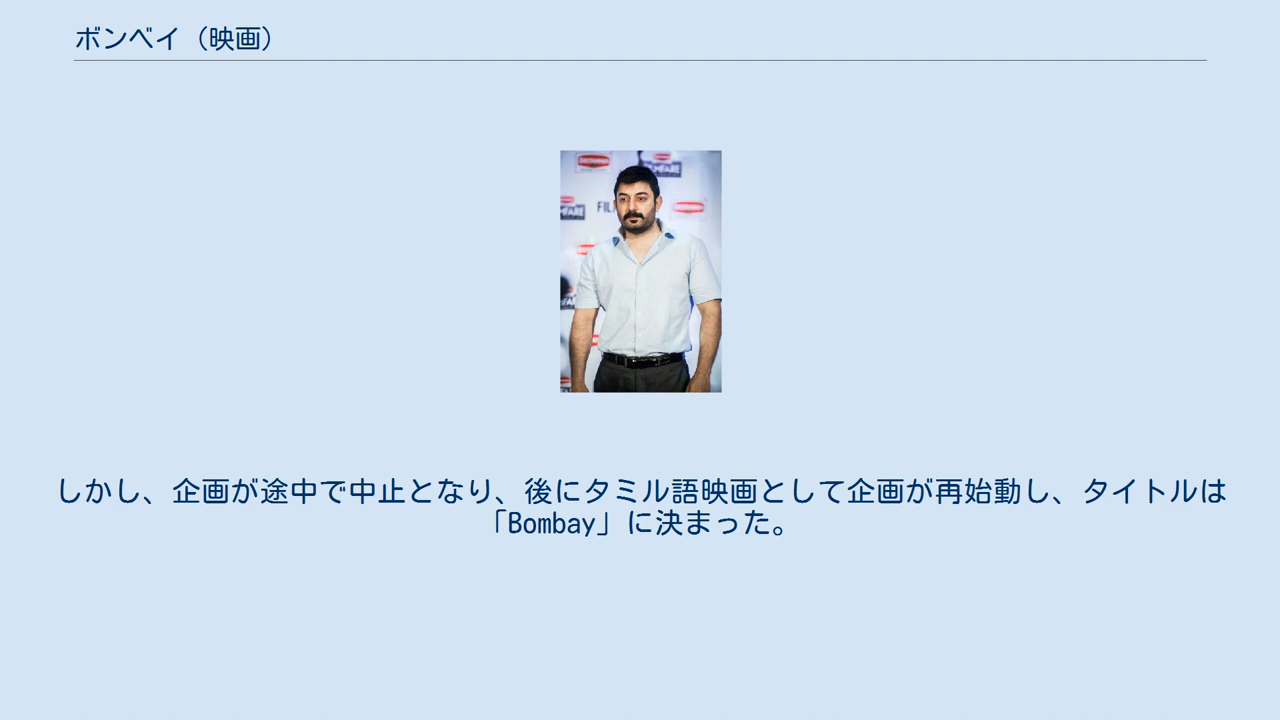 ボンベイ（映画）
FILM
しかし、企画が途中で中止となり、後にタミル語映画として企画が再始動し、タイトルは
「Bombay」に決まった。